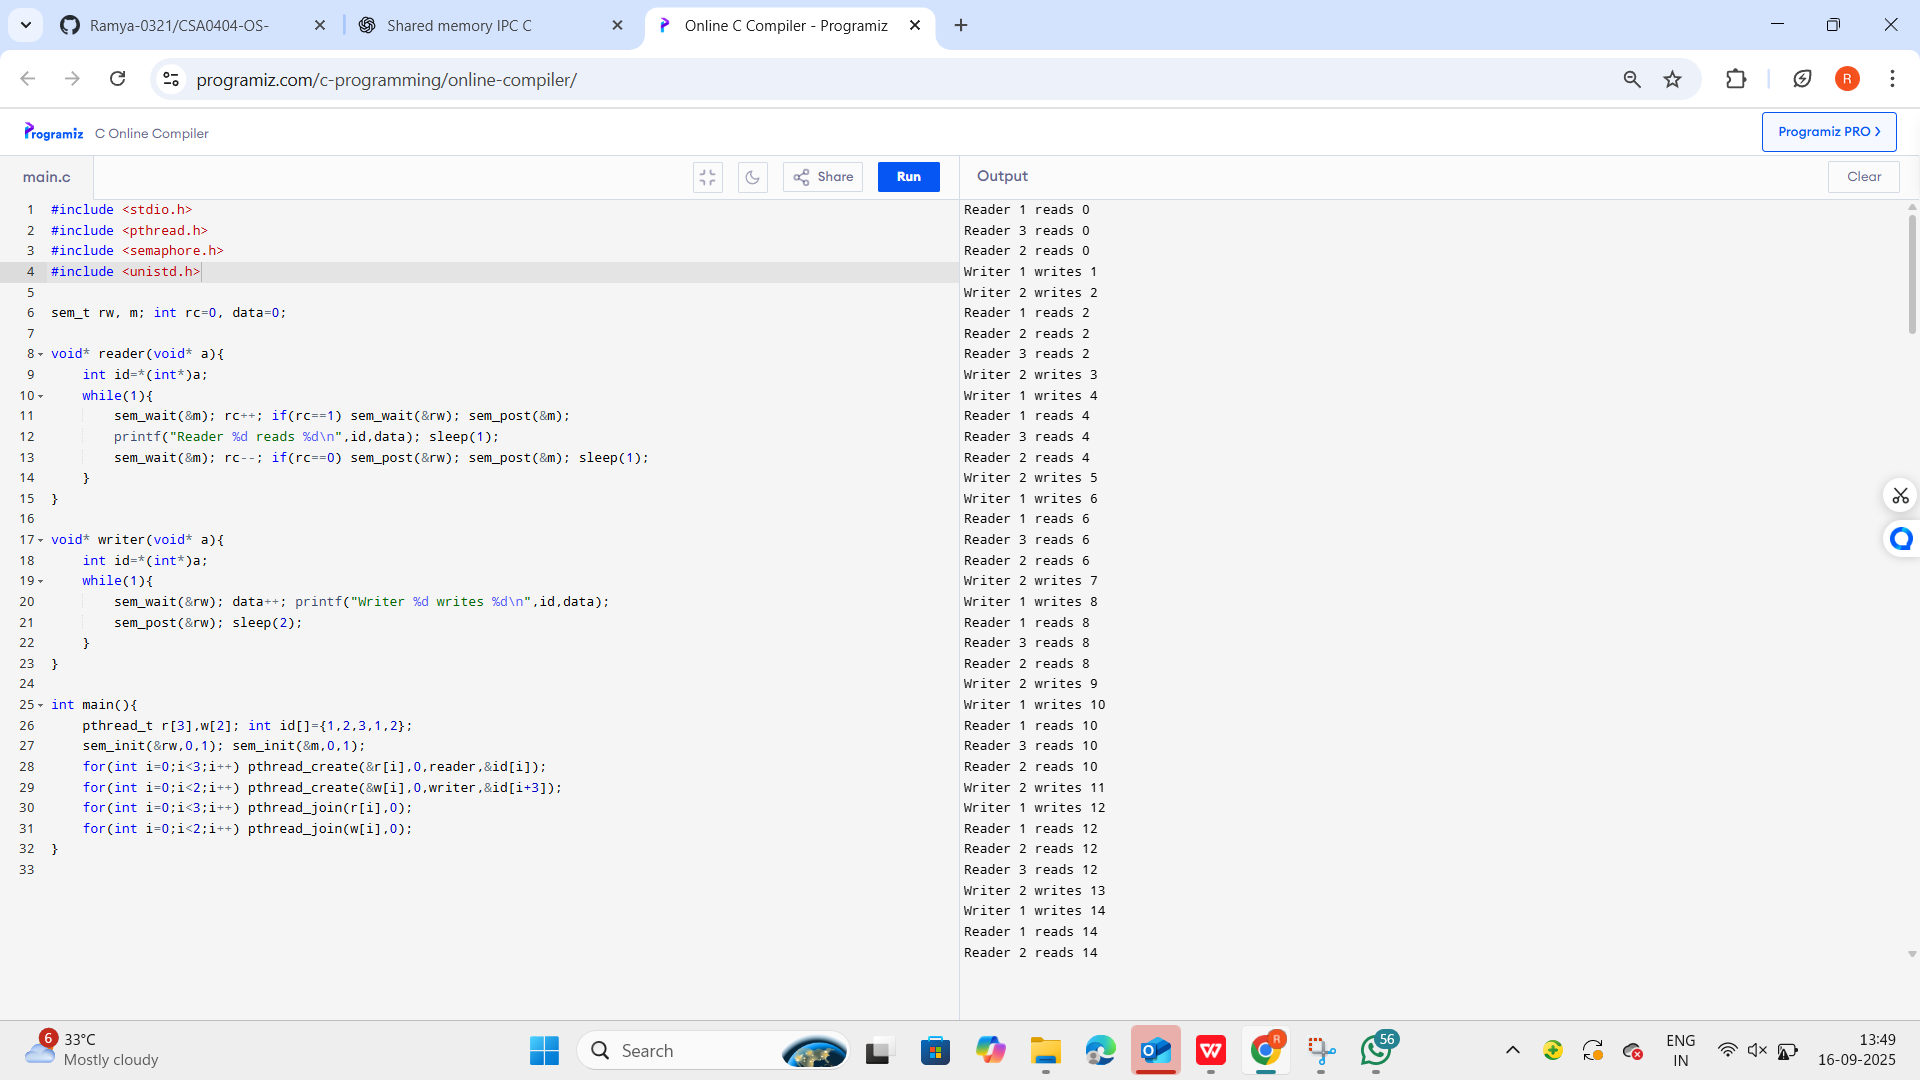 Ramya-0321/CSA0404-OS-
Shared memory IPC C
Online C Compiler - Programiz
programiz.com/c-programming/online-compiler/
R
Programiz
C Online Compiler
Programiz PRO >
main.c
Share
Run
Output
Clear
1 #include <stdio.h>
2 #include <pthread.h>
3 #include <semaphore.h>
4 #include <unistd.h>
5
6 sem_t rw, m; int rc=0, data=0;
7
8 void* reader(void* a){
9 int id=*(int*)a;
10 while(1){
11 sem_wait(&m); rc++; if(rc==1) sem_wait(&rw); sem_post(&m);
12 printf("Reader %d reads %d\n",id,data); sleep(1);
13 sem_wait(&m); rc--; if(rc==0) sem_post(&rw); sem_post(&m); sleep(1);
14 }
15 }
16
17 void* writer(void* a){
18 int id=*(int*)a;
19 while(1){
20 sem_wait(&rw); data++; printf("Writer %d writes %d\n",id,data);
21 sem_post(&rw); sleep(2);
22 }
23 }
24
25 int main(){
26 pthread_t r[3],w[2]; int id[]={1,2,3,1,2};
27 sem_init(&rw,0,1); sem_init(&m,0,1);
28 for(int i=0;i<3;i++) pthread_create(&r[i],0,reader,&id[i]);
29 for(int i=0;i<2;i++) pthread_create(&w[i],0,writer,&id[i+3]);
30 for(int i=0;i<3;i++) pthread_join(r[i],0);
31 for(int i=0;i<2;i++) pthread_join(w[i],0);
32 }
33
Reader 1 reads 0
Reader 3 reads 0
Reader 2 reads 0
Writer 1 writes 1
Writer 2 writes 2
Reader 1 reads 2
Reader 2 reads 2
Reader 3 reads 2
Writer 2 writes 3
Writer 1 writes 4
Reader 1 reads 4
Reader 3 reads 4
Reader 2 reads 4
Writer 2 writes 5
Writer 1 writes 6
Reader 1 reads 6
Reader 3 reads 6
Reader 2 reads 6
Writer 2 writes 7
Writer 1 writes 8
Reader 1 reads 8
Reader 3 reads 8
Reader 2 reads 8
Writer 2 writes 9
Writer 1 writes 10
Reader 1 reads 10
Reader 3 reads 10
Reader 2 reads 10
Writer 2 writes 11
Writer 1 writes 12
Reader 1 reads 12
Reader 2 reads 12
Reader 3 reads 12
Writer 2 writes 13
Writer 1 writes 14
Reader 1 reads 14
Reader 2 reads 14
6
33°C
Mostly cloudy
Search
R
56
ENG
IN
13:49
16-09-2025